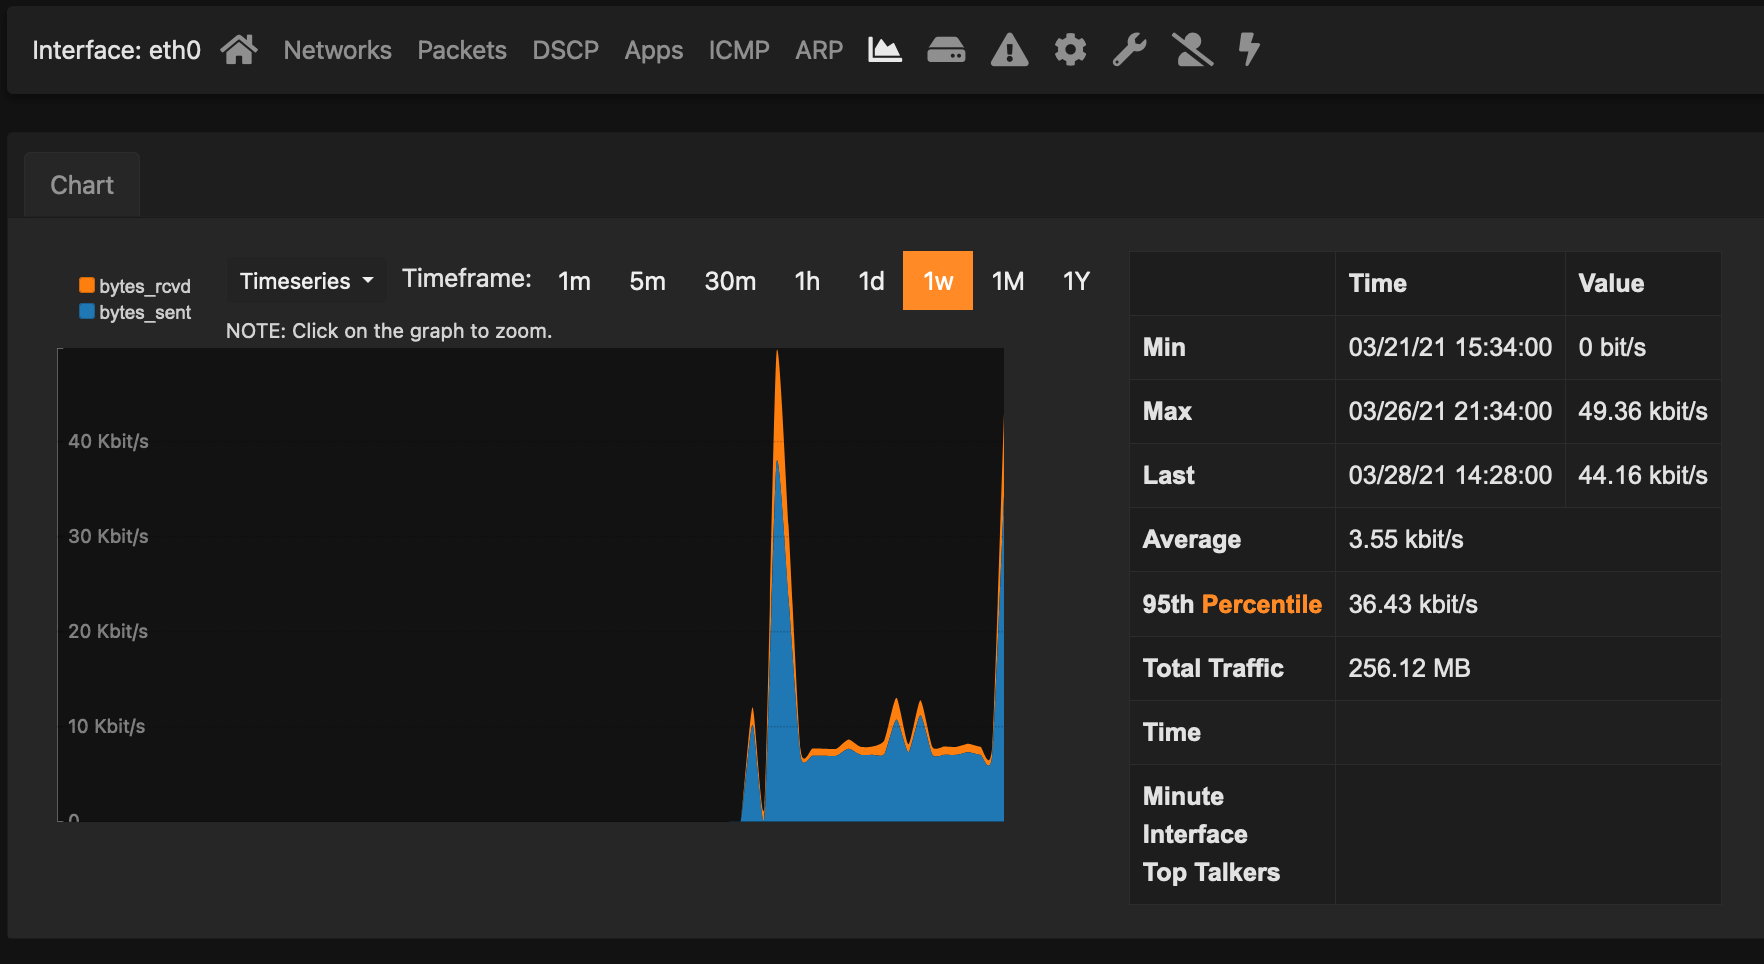 Interface: eth0 Networks Packets DSCP Apps ICMP ARP
Chart
bytes_rcvd
bytes_sent
Timeseries Timeframe: 1m 5m 30m 1h 1d 1w 1M 1Y
NOTE: Click on the graph to zoom.
40 Kbit/s
30 Kbit/s
20 Kbit/s
10 Kbit/s
0
Time Value
Min 03/21/21 15:34:00 0 bit/s
Max 03/26/21 21:34:00 49.36 kbit/s
Last 03/28/21 14:28:00 44.16 kbit/s
Average 3.55 kbit/s
95th Percentile 36.43 kbit/s
Total Traffic 256.12 MB
Time
Minute
Interface
Top Talkers